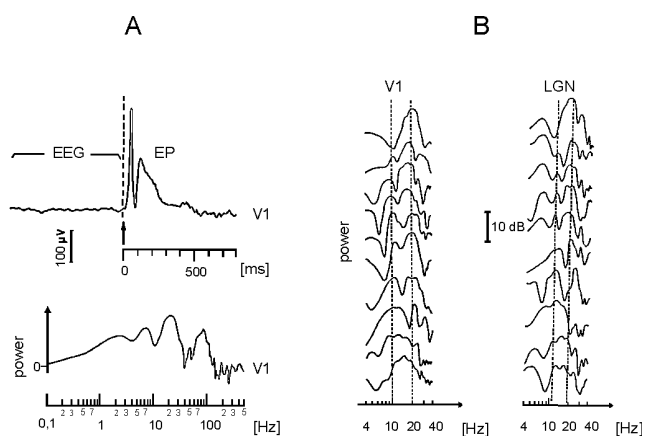 A
B
EEG
EP
V1
100 µV
0
500
[ms]
power
0
V1
2 3 5 7 2 3 5 7 2 3 5 7 2 3 5
0,1 1 10 100 [Hz]
V1
LGN
power
10 dB
4 10 20 40 [Hz]
4 10 20 40 [Hz]